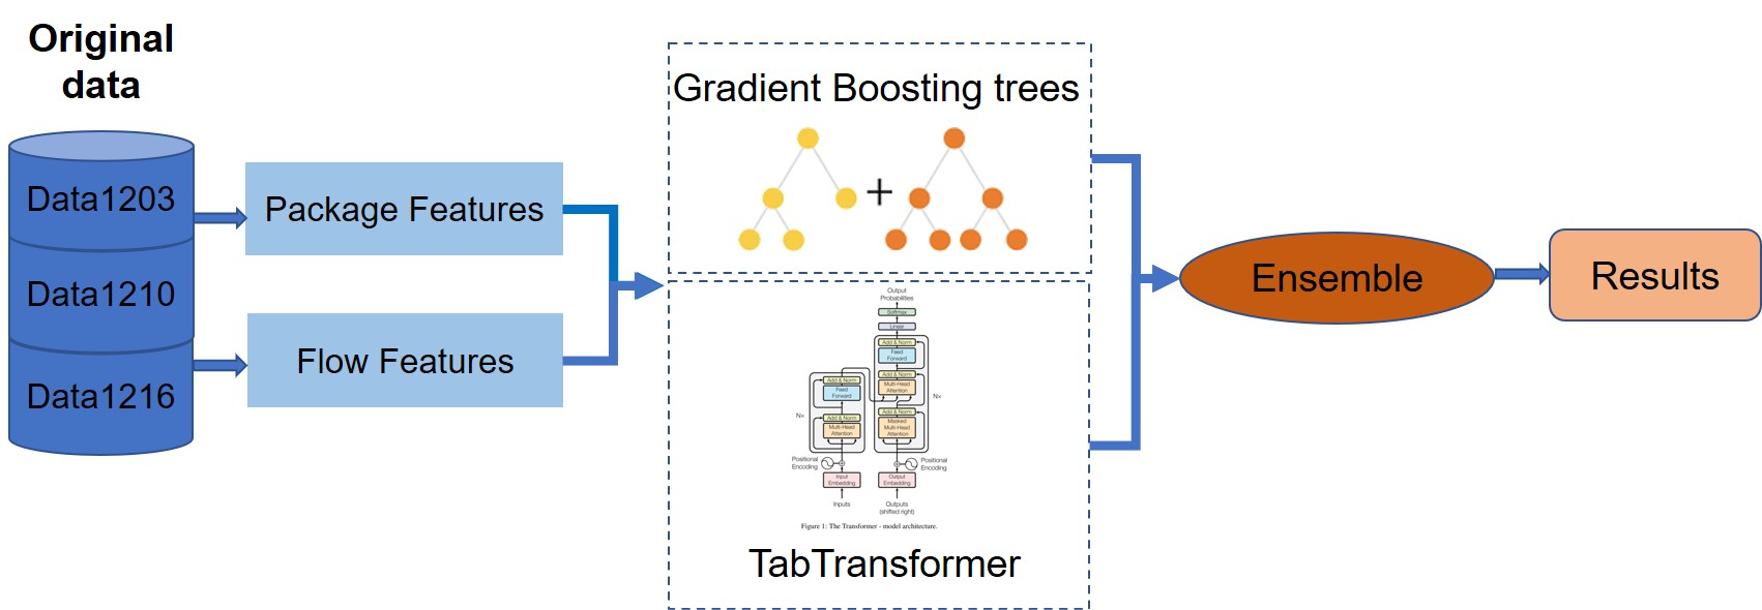 Original
data
Data1203
Data1210
Data1216
Package Features
Flow Features
Gradient Boosting trees
+
Output
Probabilities
Softmax
Linear
Add & Norm
Feed
Forward
Add & Norm
Multi-Head
Attention
Nx
Add & Norm
Masked
Multi-Head
Attention
Add & Norm
Feed
Forward
Nx
Add & Norm
Multi-Head
Attention
Positional
Encoding
Positional
Encoding
Input
Embedding
Output
Embedding
Inputs
Outputs
(shifted right)
Figure 1: The Transformer - model architecture.
TabTransformer
Ensemble
Results